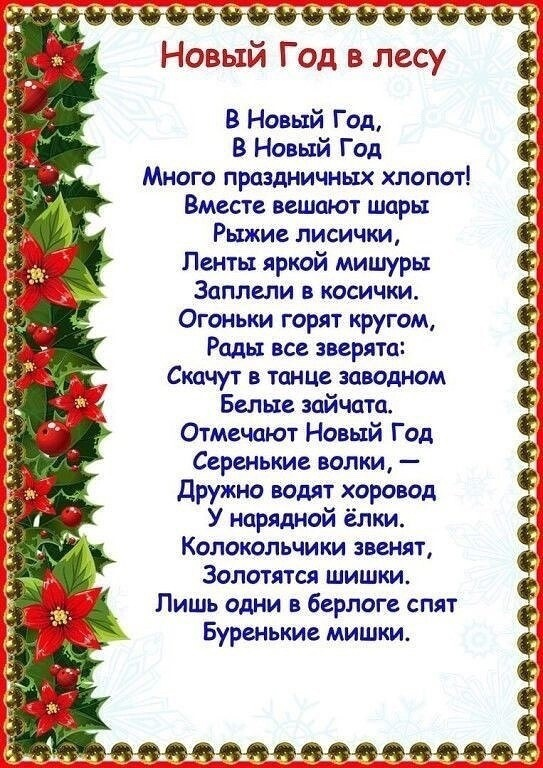 Новый Год в лесу
В Новый Год,
В Новый Год
Много праздничных хлопот!
Вместе вешают шары
Рыжие лисички,
Ленты яркой мишуры
Заплели в косички.
Огоньки горят кругом,
Рады все зверята:
Скачут в танце заводном
Белые зайчата.
Отмечают Новый Год
Серенькие волки, —
Дружно водят хоровод
У нарядной ёлки.
Колокольчики звенят,
Золотятся шишки.
Лишь одни в берлоге спят
Буренькие мишки.